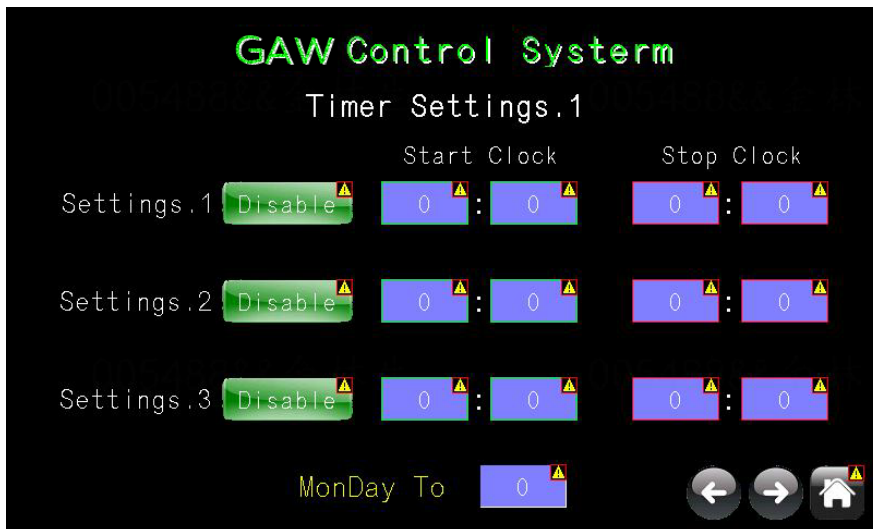 GAW Control Systerm
Timer Settings.1
Start Clock Stop Clock
Settings.1 Disable 0 : 0 0 : 0
Settings.2 Disable 0 : 0 0 : 0
Settings.3 Disable 0 : 0 0 : 0
MonDay To 0